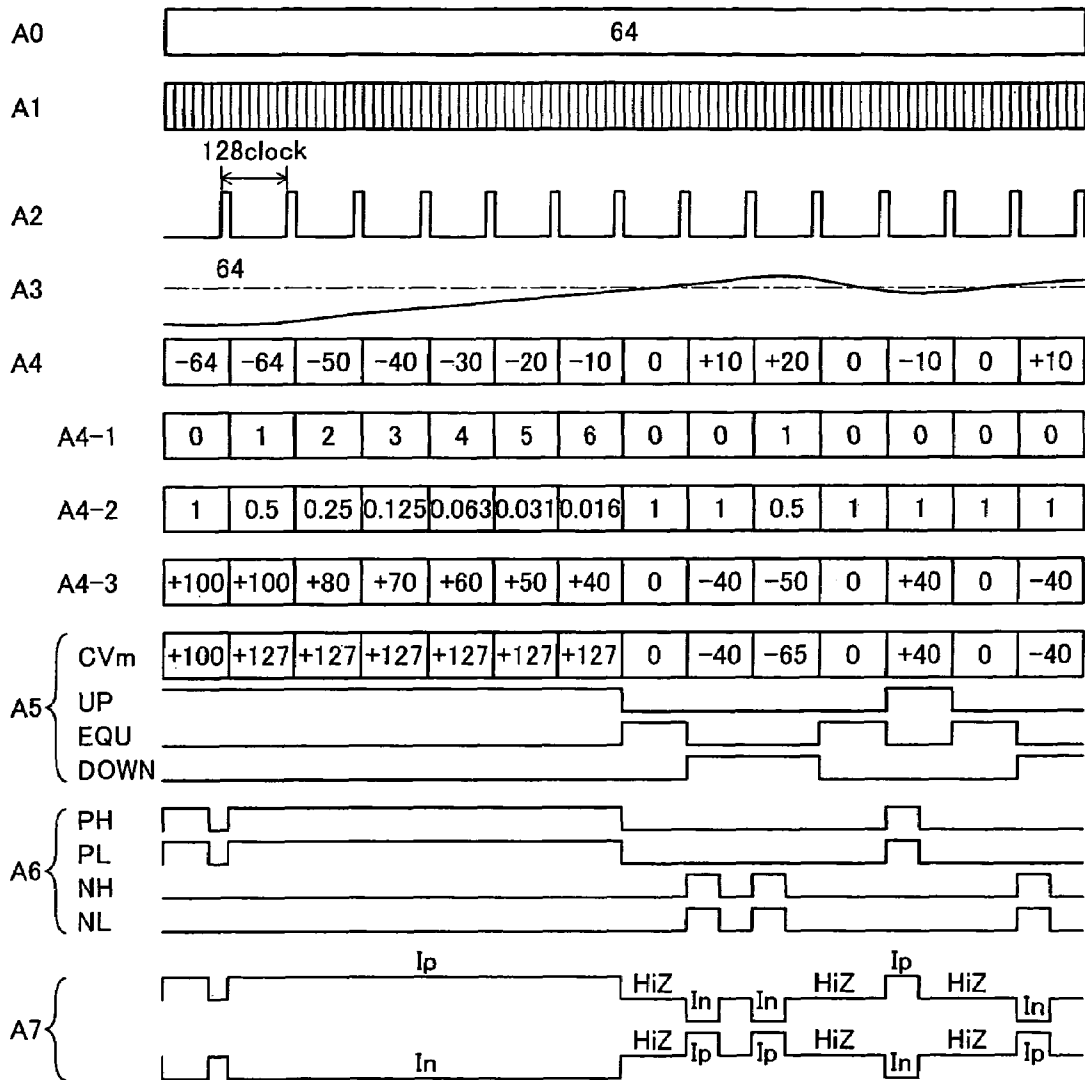 A0 64
A1
128clock
A2
64
A3
A4 −64 −64 −50 −40 −30 −20 −10 0 +10 +20 0 −10 0 +10
A4−1 0 1 2 3 4 5 6 0 0 1 0 0 0 0
A4−2 1 0.5 0.25 0.125 0.063 0.031 0.016 1 1 0.5 1 1 1 1
A4−3 +100 +100 +80 +70 +60 +50 +40 0 −40 −50 0 +40 0 −40
CVm +100 +127 +127 +127 +127 +127 +127 0 −40 −65 0 +40 0 −40
A5 UP
EQU
DOWN
PH
A6 PL
NH
NL
Ip HiZ In In HiZ Ip HiZ In
A7
In HiZ Ip Ip HiZ In HiZ Ip